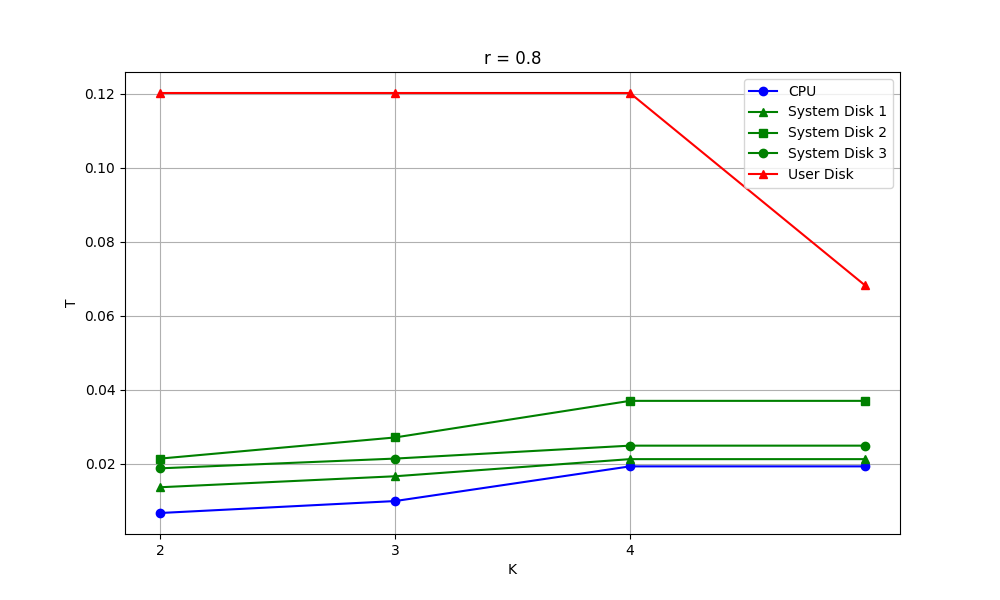 r = 0.8
0.12
0.10
0.08
0.06
0.04
0.02
T
CPU
System Disk 1
System Disk 2
System Disk 3
User Disk
2
3
4
K